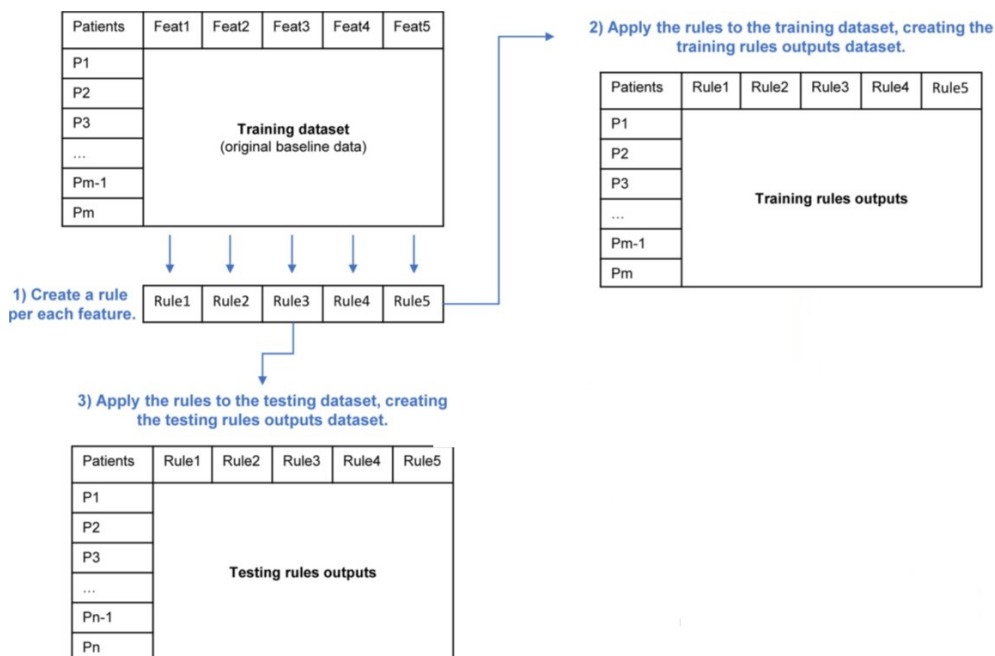 Patients Feat1 Feat2 Feat3 Feat4 Feat5
P1
P2
P3
...
Pm-1
Pm
Training dataset
(original baseline data)
1) Create a rule
per each feature.
Rule1 Rule2 Rule3 Rule4 Rule5
2) Apply the rules to the training dataset, creating the
training rules outputs dataset.
Patients Rule1 Rule2 Rule3 Rule4 Rule5
P1
P2
P3
...
Pm-1
Pm
Training rules outputs
3) Apply the rules to the testing dataset, creating
the testing rules outputs dataset.
Patients Rule1 Rule2 Rule3 Rule4 Rule5
P1
P2
P3
...
Pn-1
Pn
Testing rules outputs